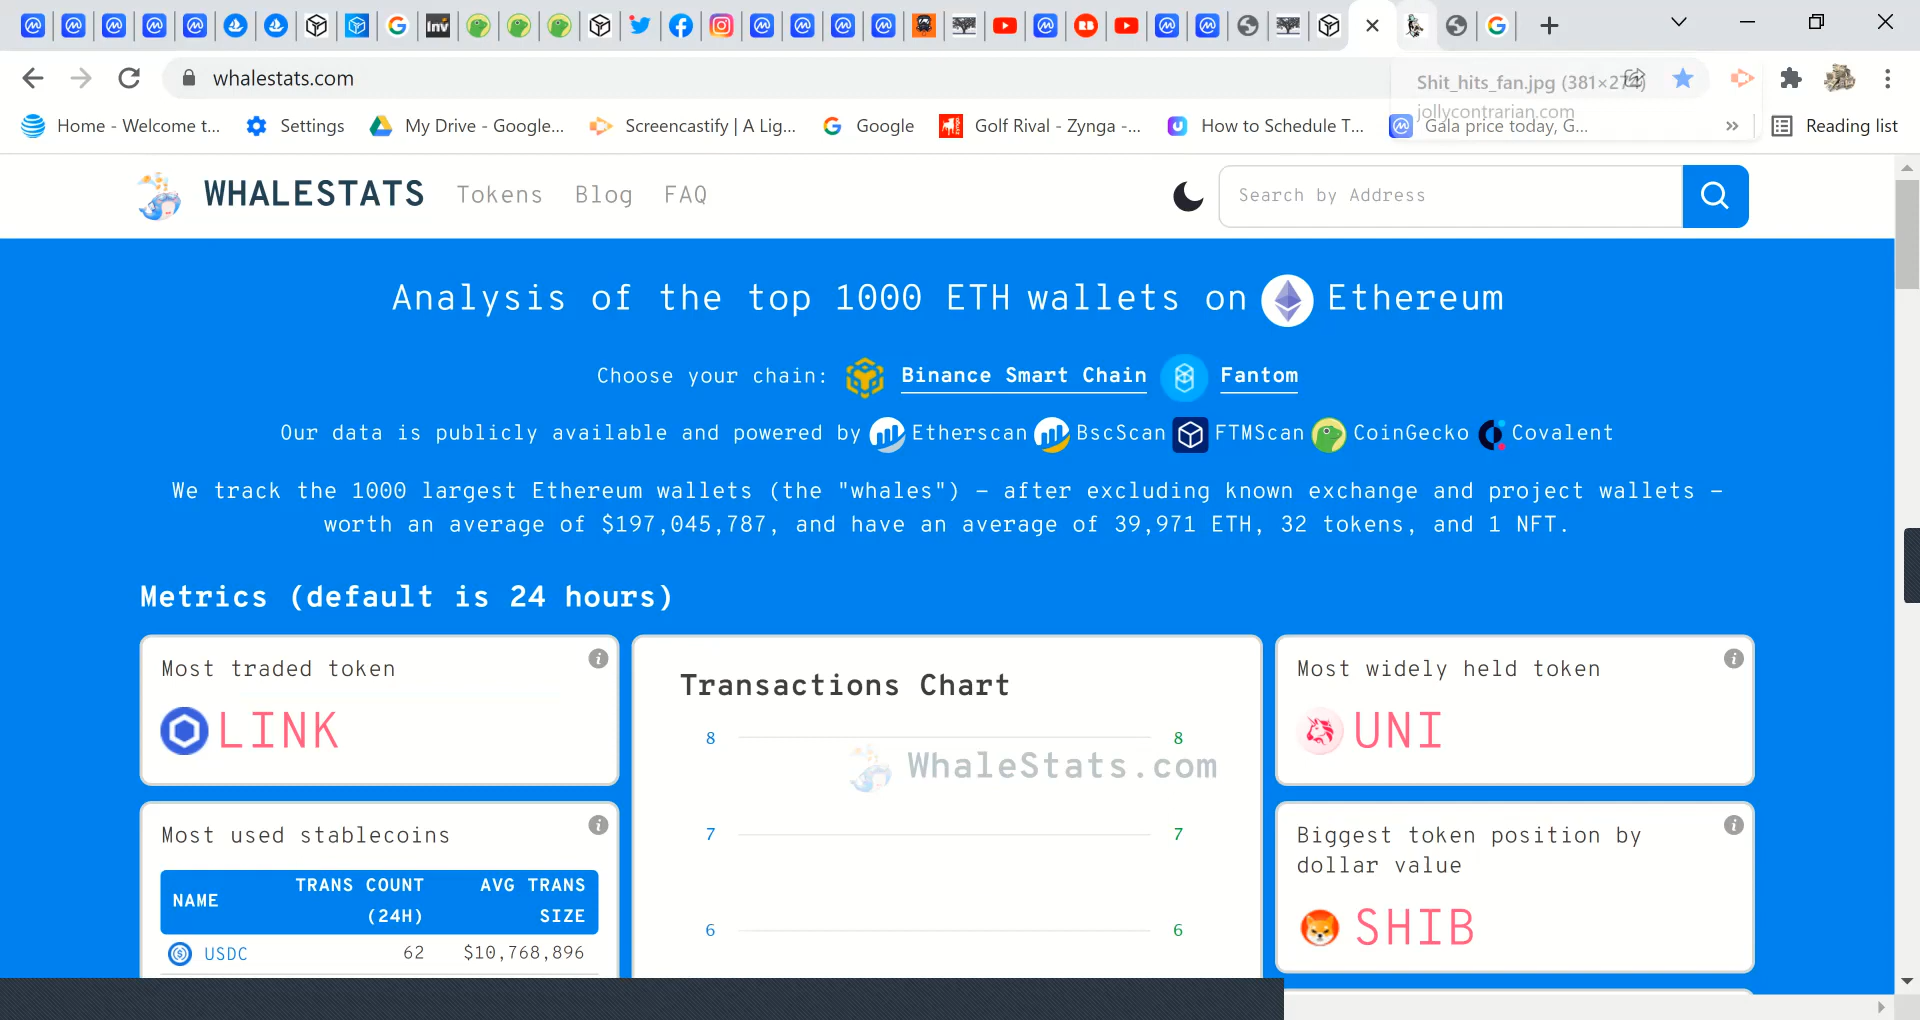 whalestats.com
Shit_hits_fan.jpg (381×274)
jollycontrarian.com
Home - Welcome t...
Settings
My Drive - Google...
Screencastify | A Lig...
Google
Golf Rival - Zynga -...
How to Schedule T...
Gala price today, G...
»
Reading list
WHALESTATS
Tokens
Blog
FAQ
Search by Address
Analysis of the top 1000 ETH wallets on Ethereum
Choose your chain: Binance Smart Chain Fantom
Our data is publicly available and powered by Etherscan BscScan FTMScan CoinGecko Covalent
We track the 1000 largest Ethereum wallets (the "whales") – after excluding known exchange and project wallets –
worth an average of $197,045,787, and have an average of 39,971 ETH, 32 tokens, and 1 NFT.
Metrics (default is 24 hours)
Most traded token
LINK
Most used stablecoins
NAME TRANS COUNT (24H) AVG TRANS SIZE
USDC 62 $10,768,896
Transactions Chart
8 8
WhaleStats.com
7 7
6 6
Most widely held token
UNI
Biggest token position by
dollar value
SHIB